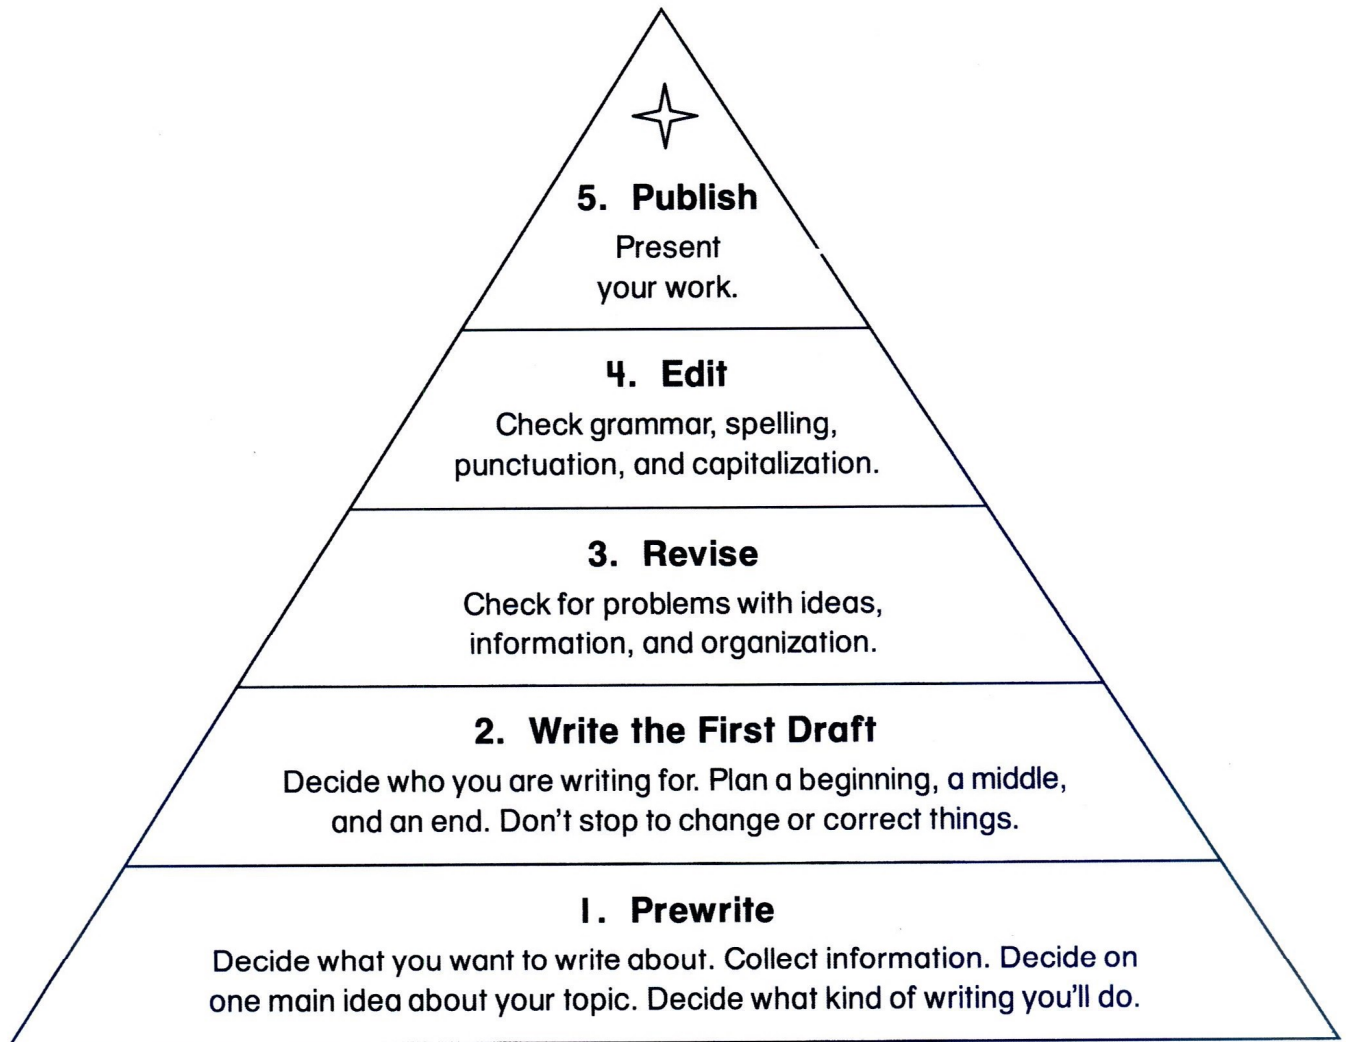 5. Publish
Present
your work.
4. Edit
Check grammar, spelling,
punctuation, and capitalization.
3. Revise
Check for problems with ideas,
information, and organization.
2. Write the First Draft
Decide who you are writing for. Plan a beginning, a middle,
and an end. Don't stop to change or correct things.
1. Prewrite
Decide what you want to write about. Collect information. Decide on
one main idea about your topic. Decide what kind of writing you'll do.